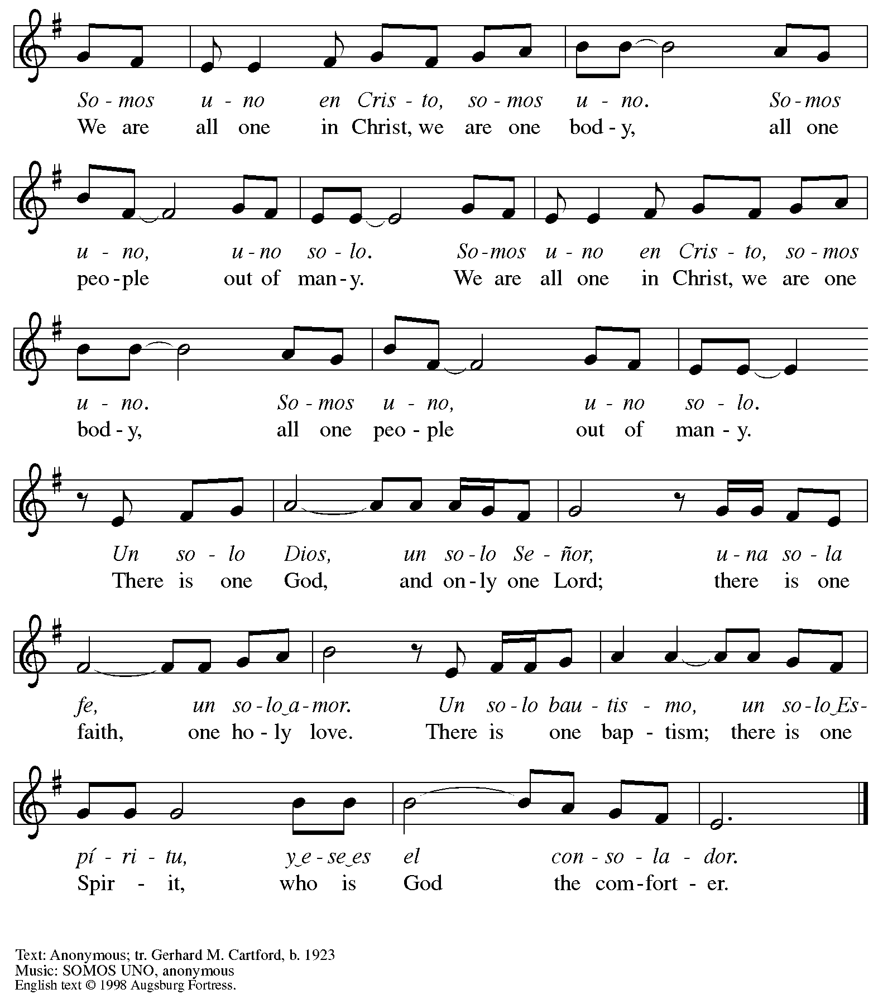 So - mos u - no en Cris - to, so - mos u - no. So - mos
We are all one in Christ, we are one bod - y, all one
u - no, u - no so - lo. So - mos u - no en Cris - to, so - mos
peo - ple out of man - y. We are all one in Christ, we are one
u - no. So - mos u - no, u - no so - lo.
bod - y, all one peo - ple out of man - y.
Un so - lo Dios, un so - lo Se - ñor, u - na so - la
There is one God, and on - ly one Lord; there is one
fe, un so - lo‿a - mor. Un so - lo bau - tis - mo, un so - lo‿Es -
faith, one ho - ly love. There is one bap - tism; there is one
pí - ri - tu, y‿e - se‿es el con - so - la - dor.
Spir - it, who is God the com - fort - er.
Text: Anonymous; tr. Gerhard M. Cartford, b. 1923
Music: SOMOS UNO, anonymous
English text © 1998 Augsburg Fortress.